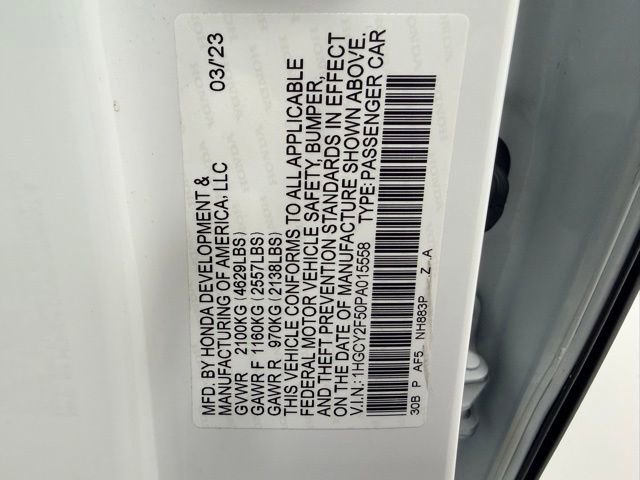 MFD. BY HONDA DEVELOPMENT & 03/'23
MANUFACTURING OF AMERICA, LLC
GVWR 2100KG (4629LBS)
GAWR F 1160KG (2557LBS)
GAWR R 970KG (2138LBS)
THIS VEHICLE CONFORMS TO ALL APPLICABLE
FEDERAL MOTOR VEHICLE SAFETY, BUMPER,
AND THEFT PREVENTION STANDARDS IN EFFECT
ON THE DATE OF MANUFACTURE SHOWN ABOVE.
V.I.N.: 1HGCY2F50PA015558 TYPE: PASSENGER CAR
30B P AF5 NH883P Z A